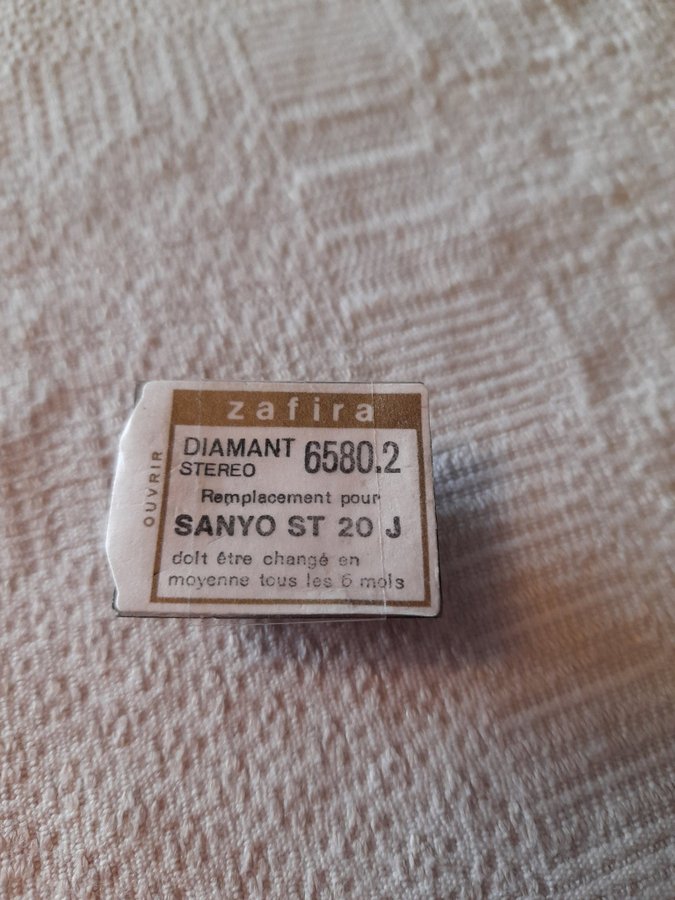 zafira
OUVRIR
DIAMANT 6580.2
STEREO
Remplacement pour
SANYO ST 20 J
doit être changé en
moyenne tous les 6 mois